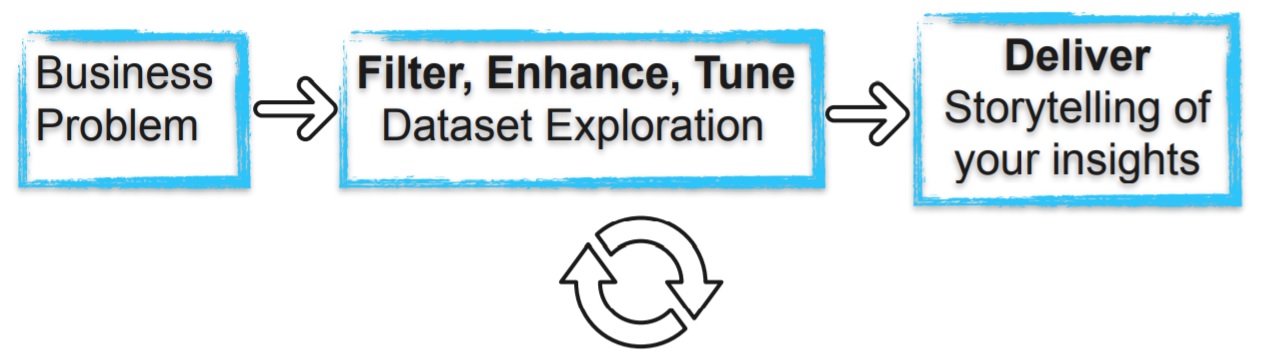 Business
Problem
Filter, Enhance, Tune
Dataset Exploration
Deliver
Storytelling of
your insights